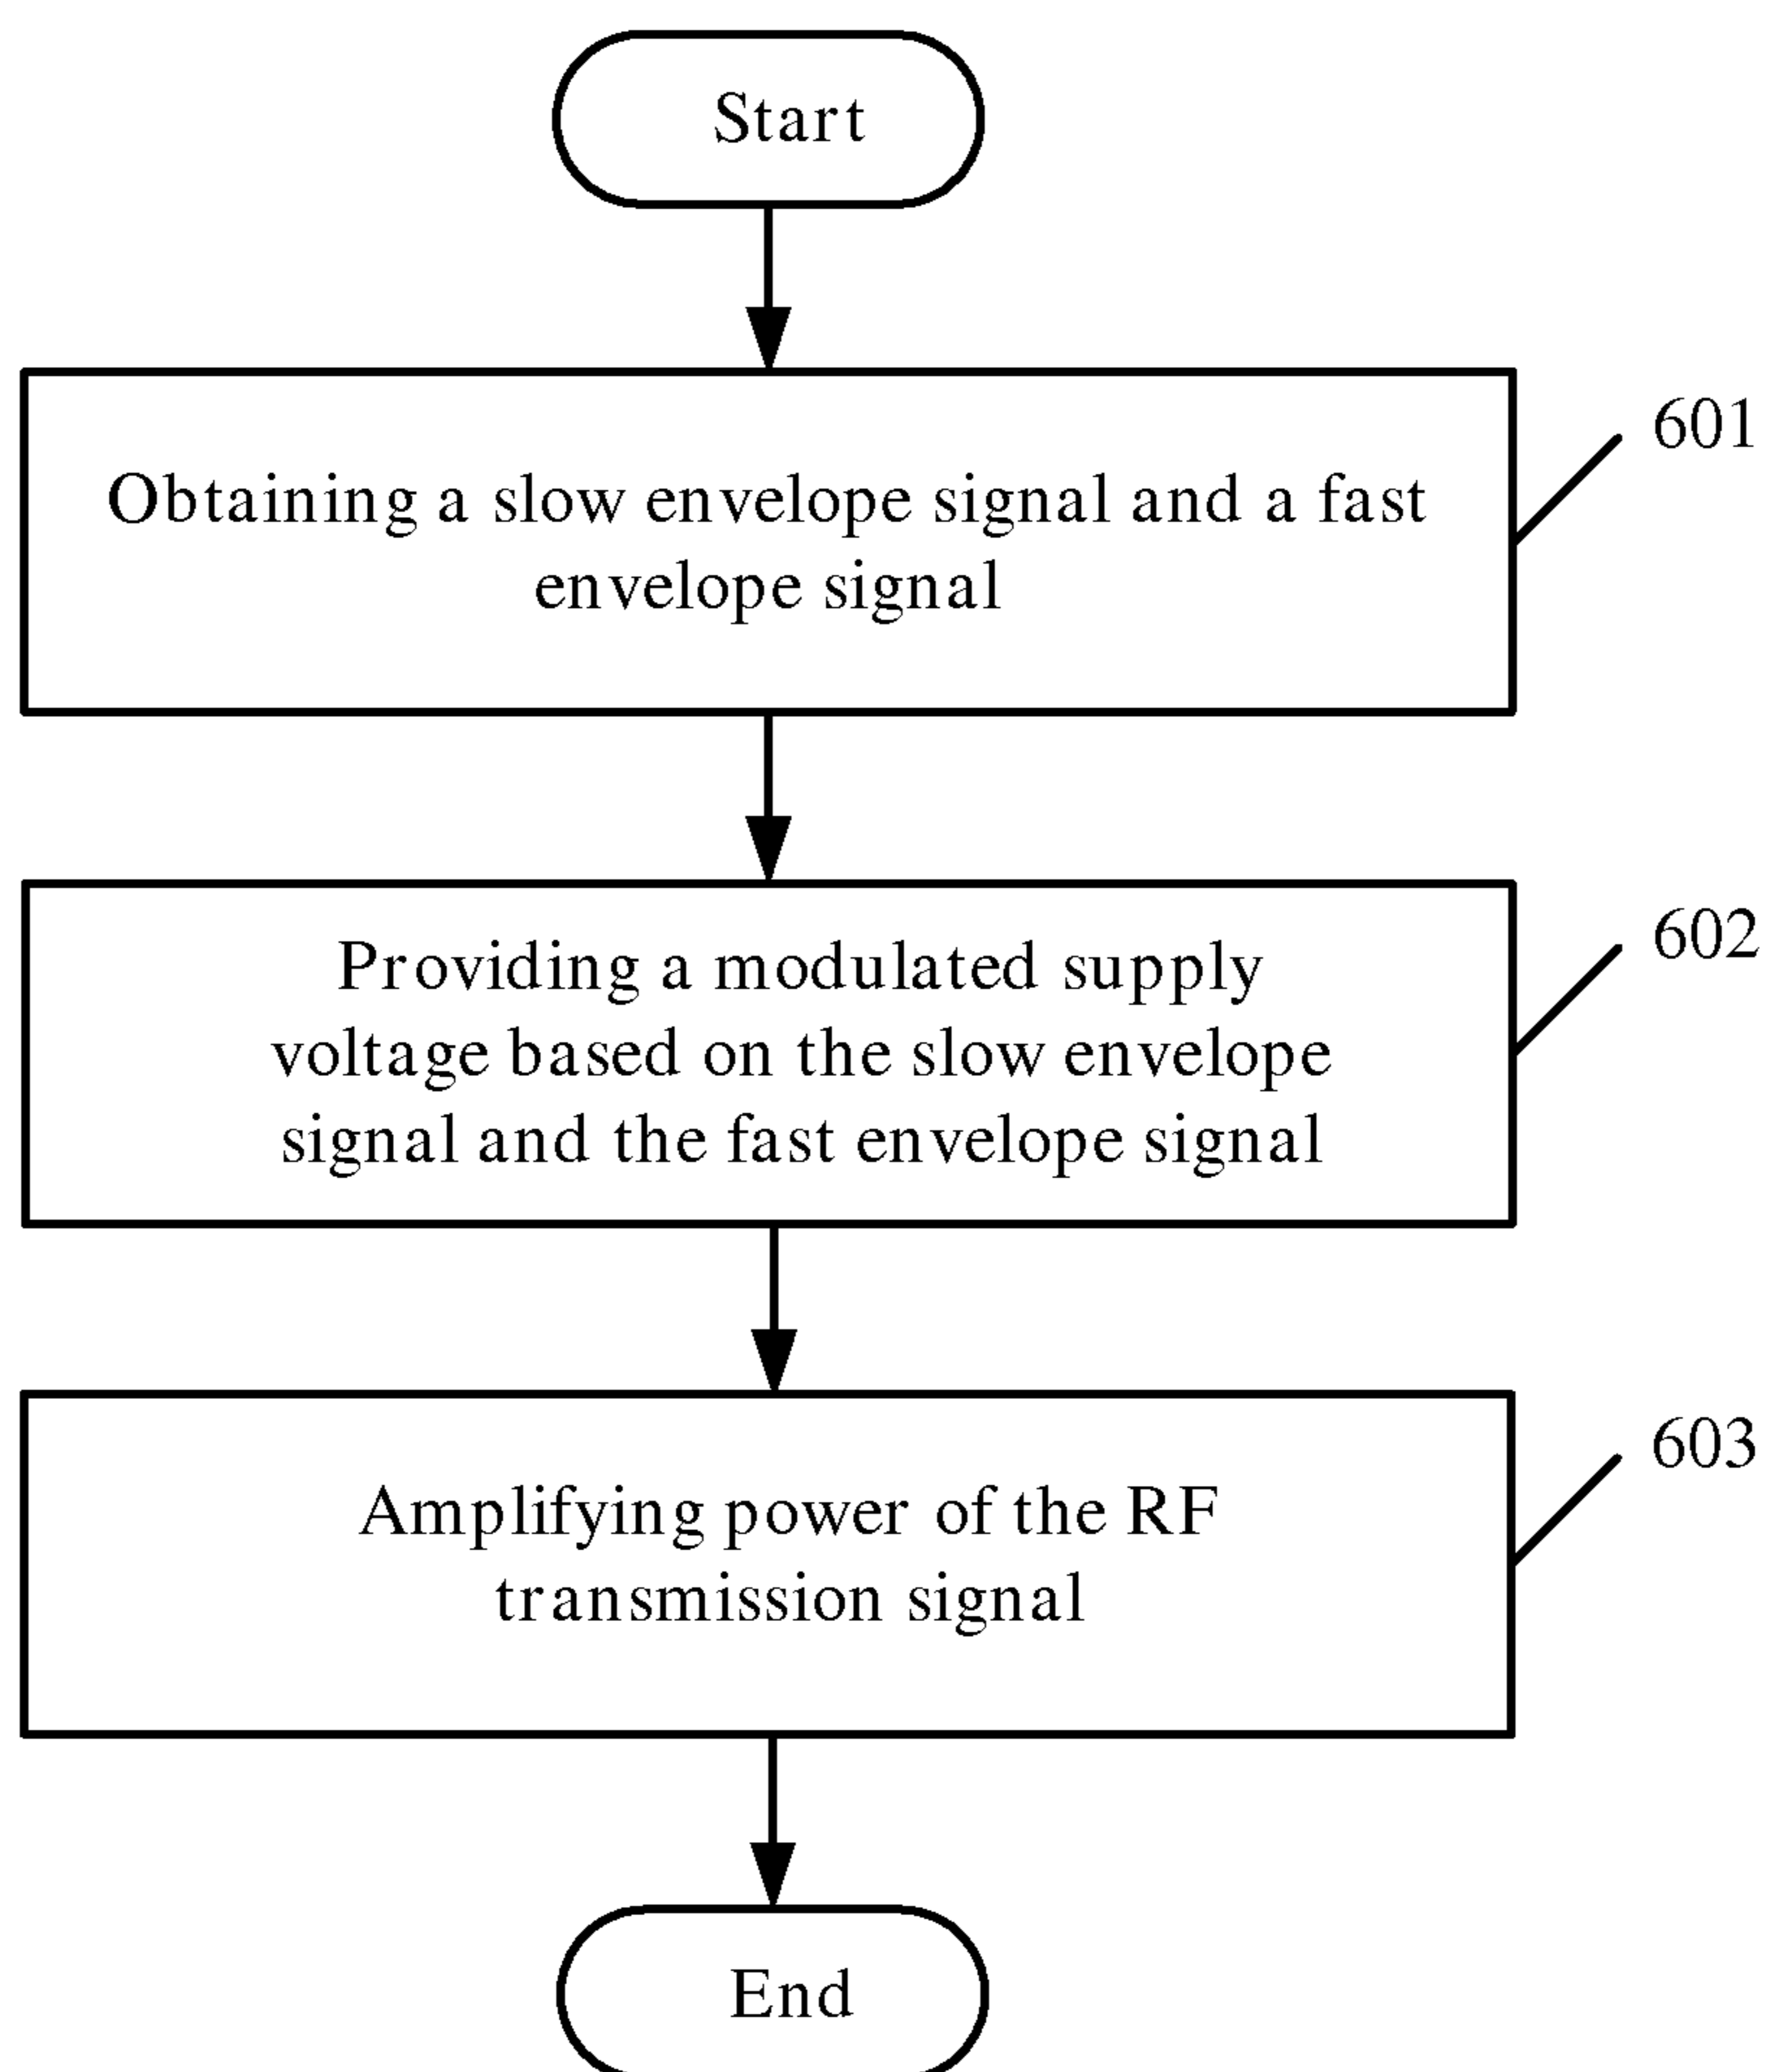 Start
601
Obtaining a slow envelope signal and a fast
envelope signal
602
Providing a modulated supply
voltage based on the slow envelope
signal and the fast envelope signal
603
Amplifying power of the RF
transmission signal
End